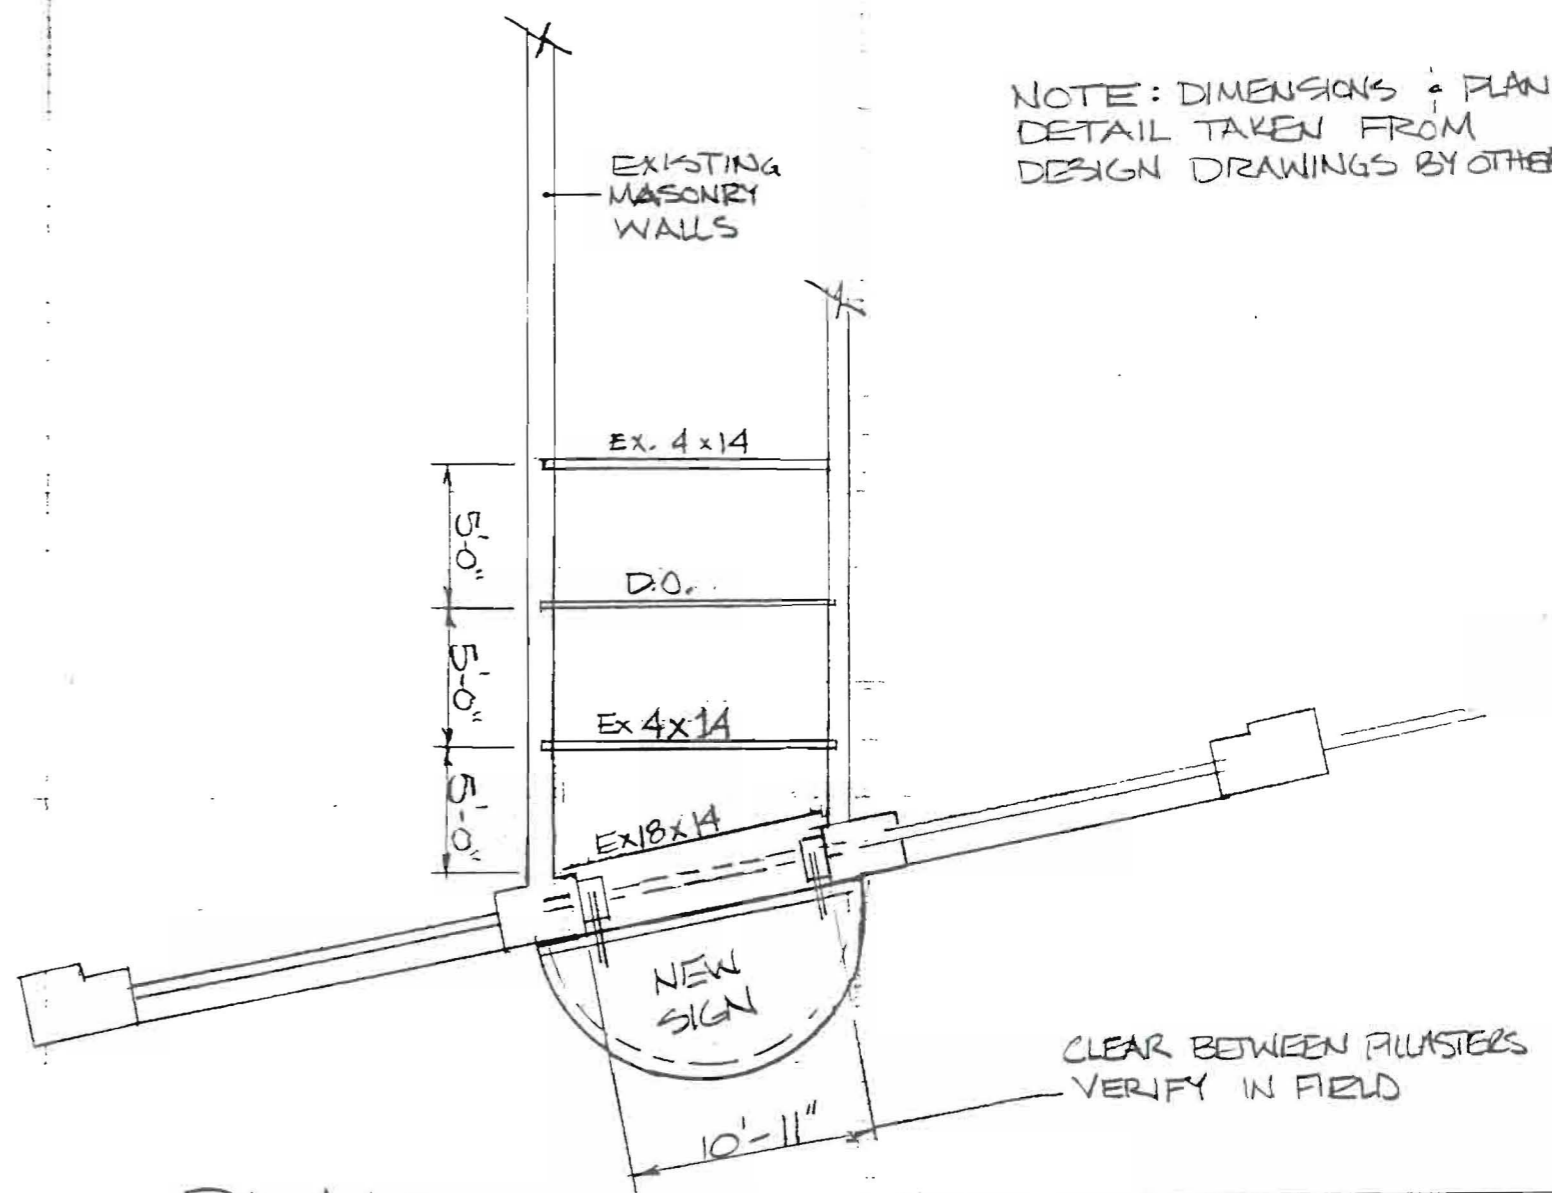 NOTE: DIMENSIONS & PLAN
DETAIL TAKEN FROM
DESIGN DRAWINGS BY OTHER
EXISTING
MASONRY
WALLS
EX. 4x14
5'-0"
D.O.
5'-0"
Ex 4x14
5'-0"
Ex18x14
NEW
SIGN
CLEAR BETWEEN PILLASTERS
VERIFY IN FIELD
10'-11"